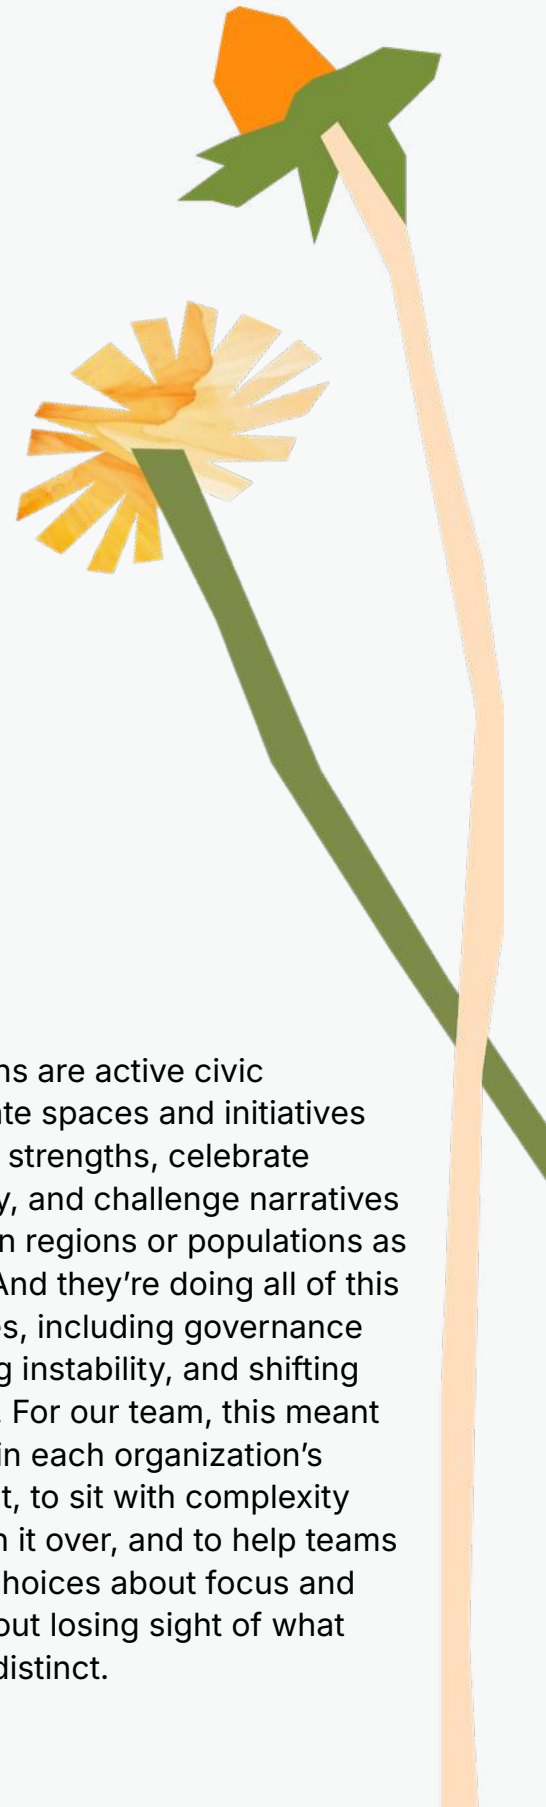 ns are active civic
te spaces and initiatives
strengths, celebrate
y, and challenge narratives
n regions or populations as
And they’re doing all of this
es, including governance
g instability, and shifting
. For our team, this meant
in each organization’s
t, to sit with complexity
n it over, and to help teams
choices about focus and
out losing sight of what
distinct.